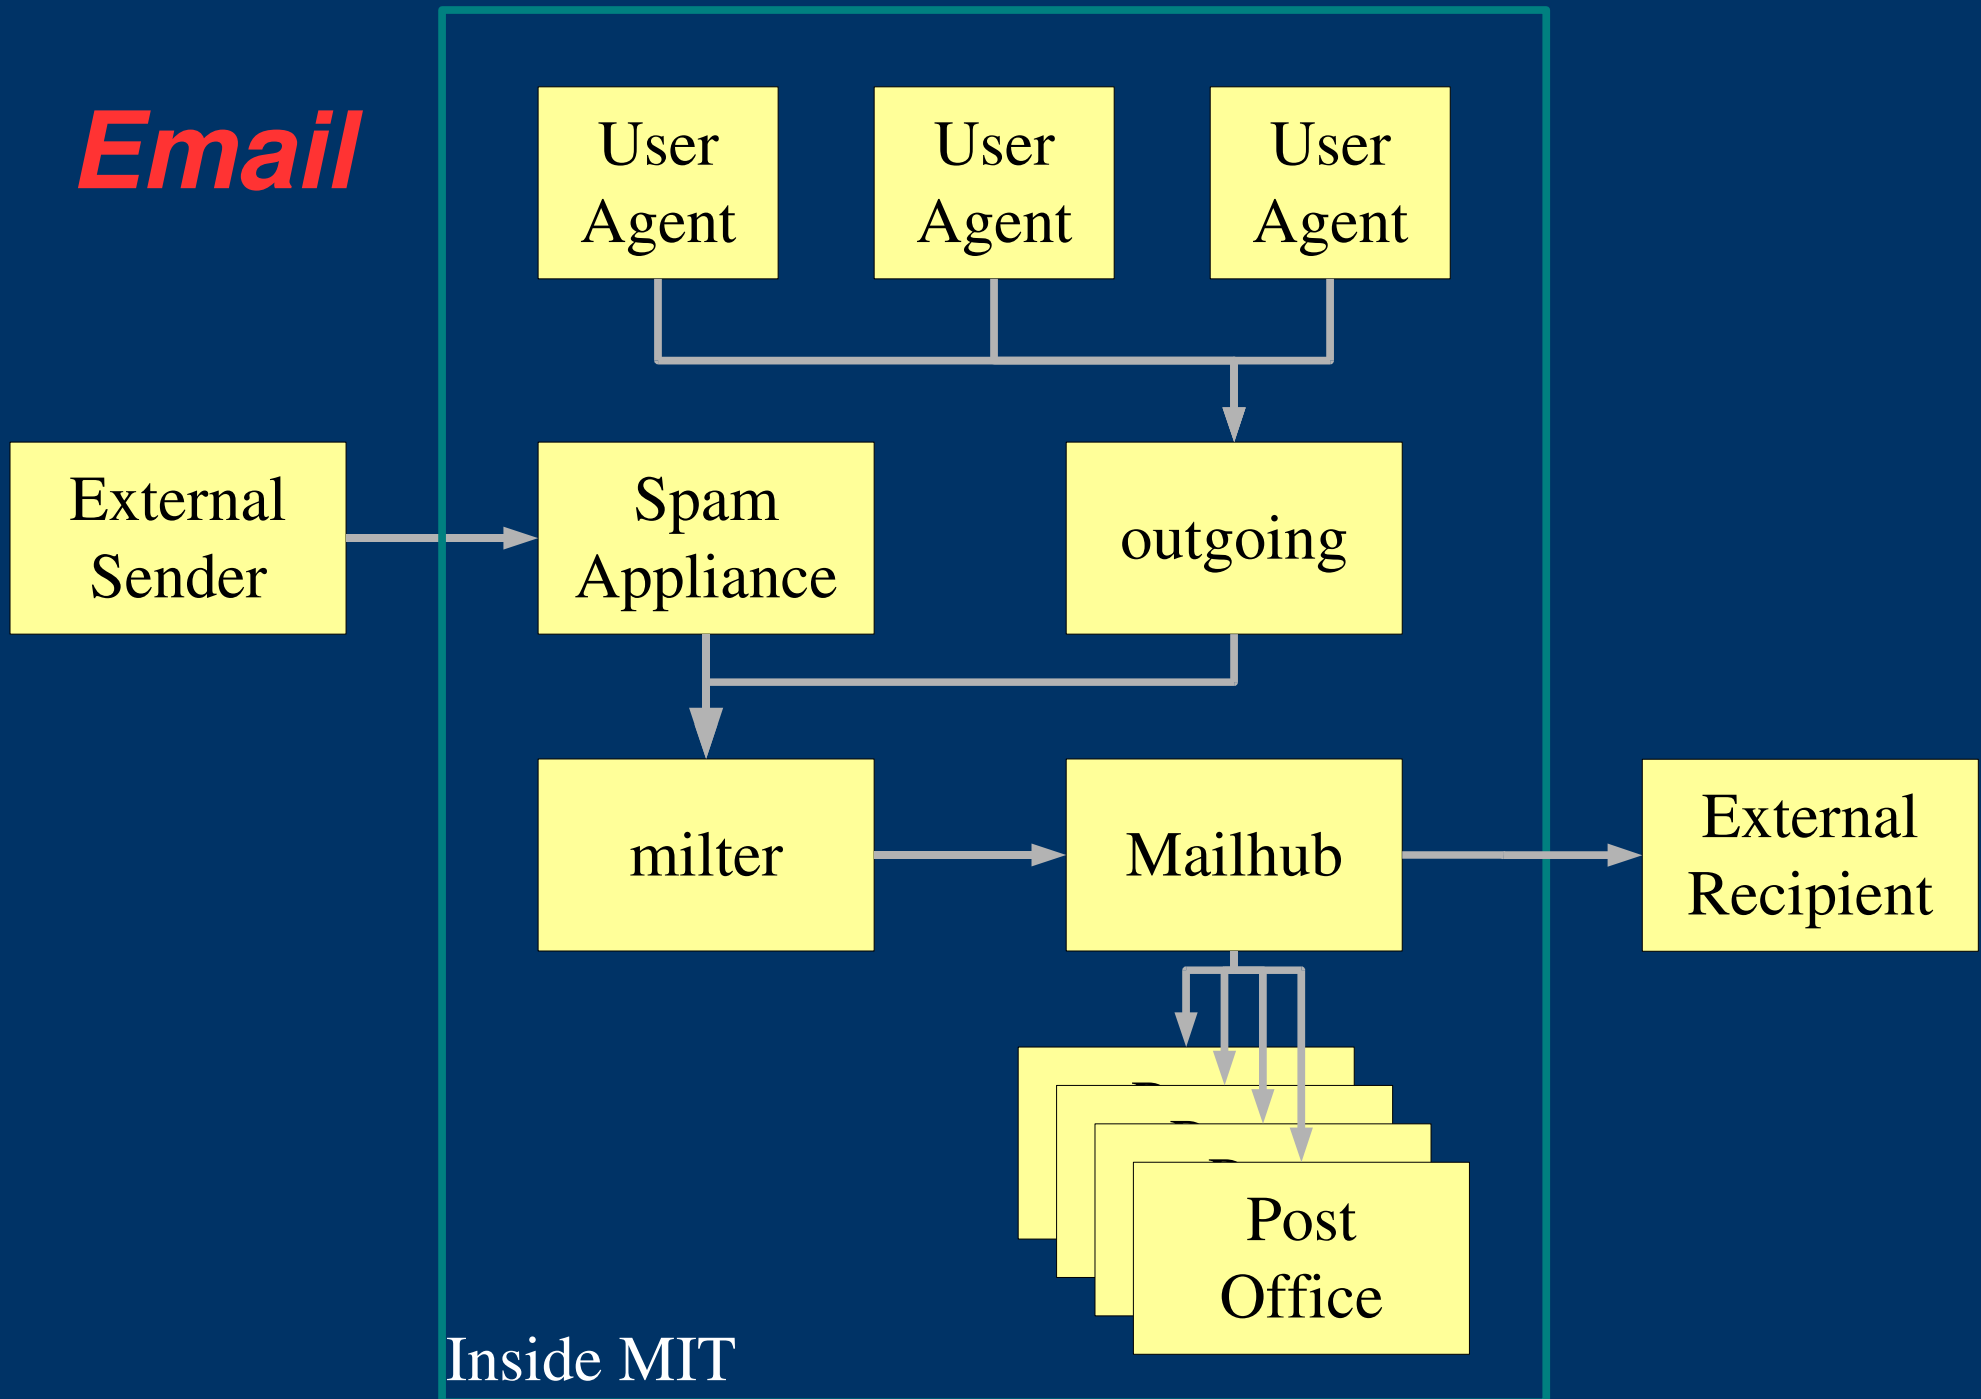 Email
User
Agent
User
Agent
User
Agent
External
Sender
Spam
Appliance
outgoing
milter
Mailhub
External
Recipient
Post
Office
Inside MIT